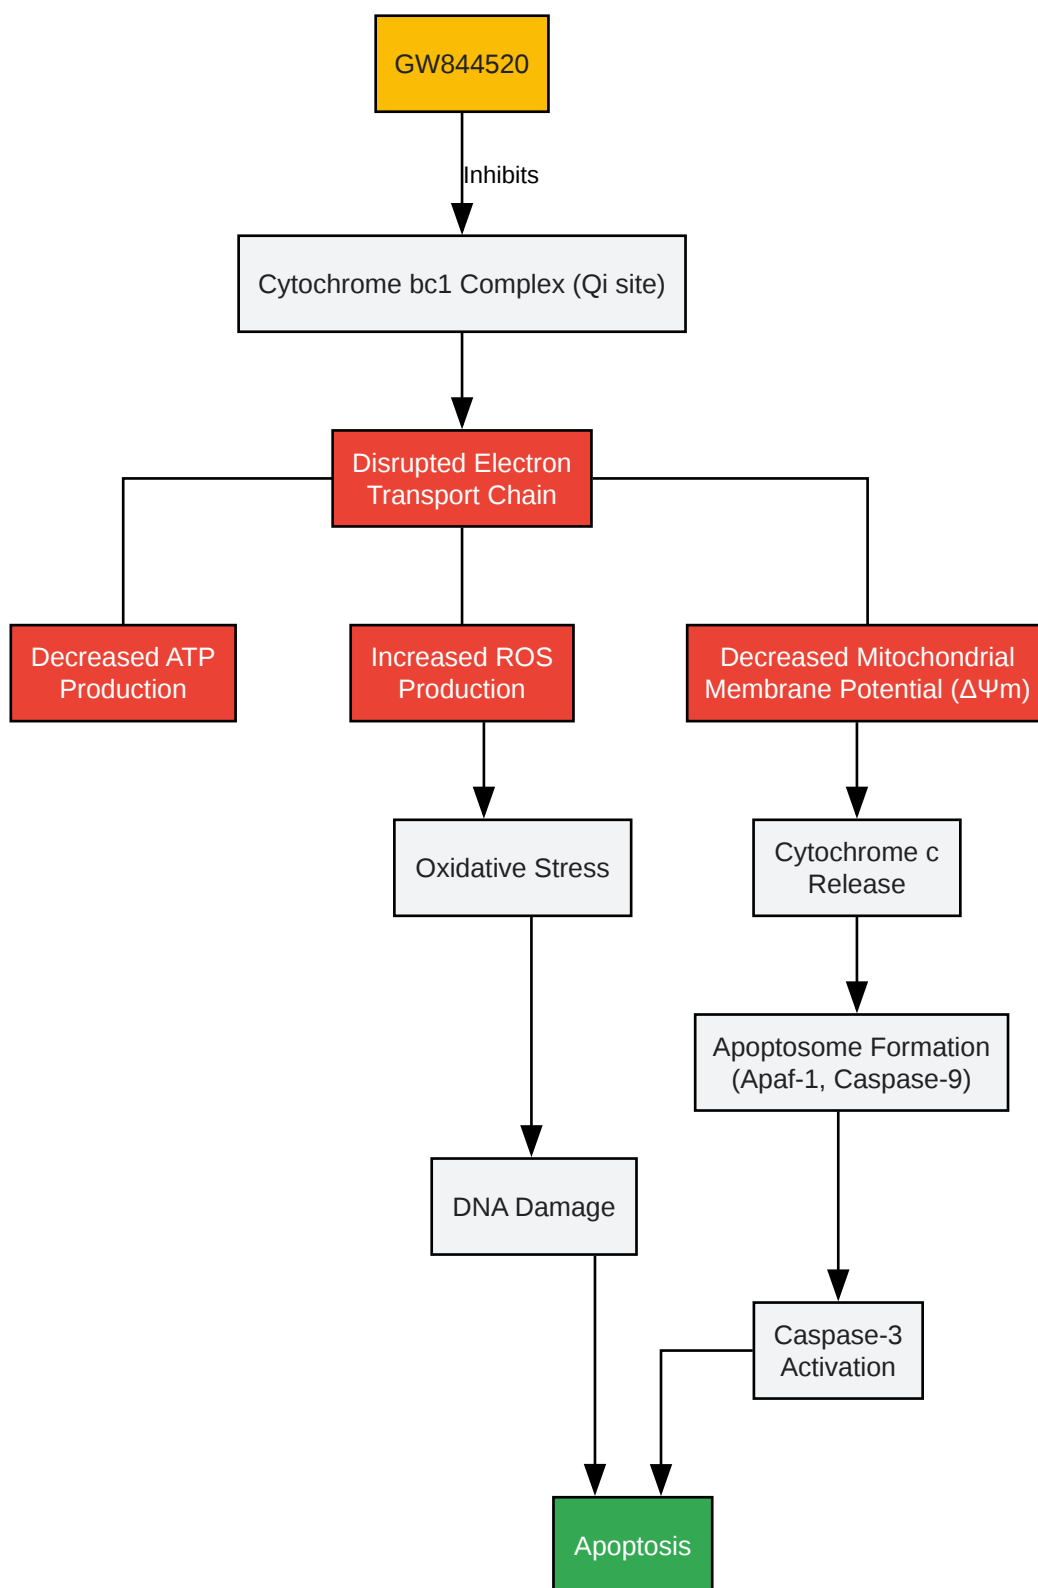 GW844520
Inhibits
Cytochrome bc1 Complex (Qi site)
Disrupted Electron
Transport Chain
Decreased ATP
Production
Increased ROS
Production
Decreased Mitochondrial
Membrane Potential (ΔΨm)
Oxidative Stress
Cytochrome c
Release
Apoptosome Formation
(Apaf-1, Caspase-9)
DNA Damage
Caspase-3
Activation
Apoptosis